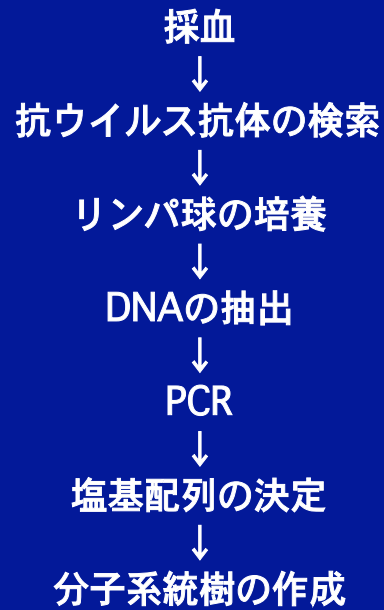 採血
↓
抗ウイルス抗体の検索
↓
リンパ球の培養
↓
DNAの抽出
↓
PCR
↓
塩基配列の決定
↓
分子系統樹の作成